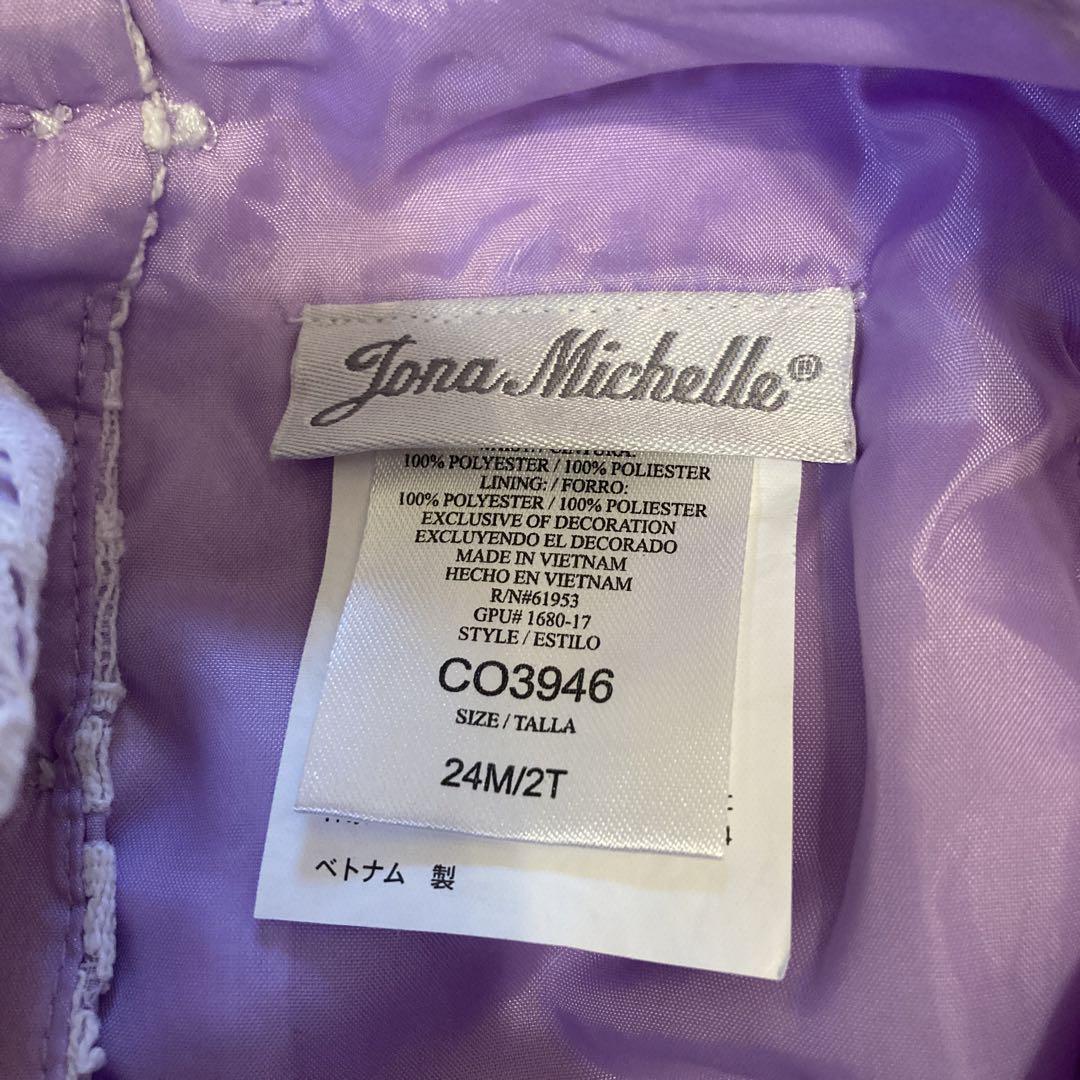 Jona Michelle®
100% POLYESTER / 100% POLIESTER
LINING: / FORRO:
100% POLYESTER / 100% POLIESTER
EXCLUSIVE OF DECORATION
EXCLUYENDO EL DECORADO
MADE IN VIETNAM
HECHO EN VIETNAM
R/N#61953
GPU# 1680-17
STYLE / ESTILO
CO3946
SIZE / TALLA
24M/2T
ベトナム 製